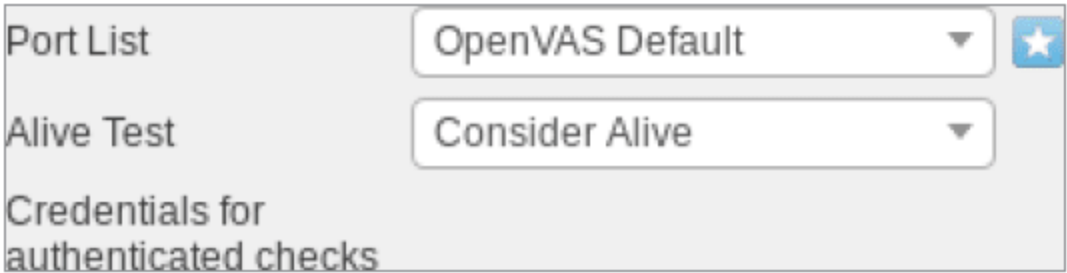 Port List OpenVAS Default
Alive Test Consider Alive
Credentials for
authenticated checks